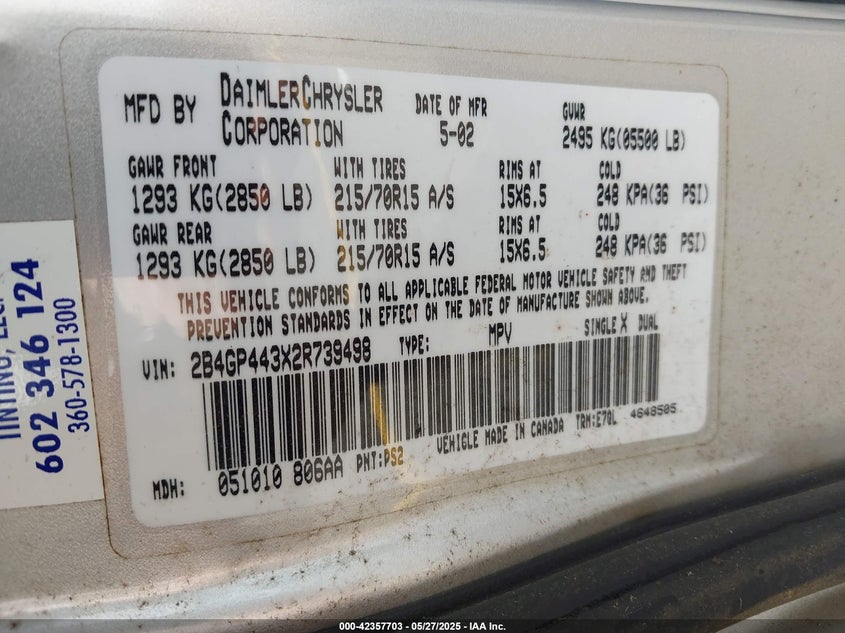 MFD BY DAIMLERCHRYSLER CORPORATION
DATE OF MFR 5-02
GVWR 2495 KG(05500 LB)
GAWR FRONT WITH TIRES RIMS AT COLD
1293 KG(2850 LB) 215/70R15 A/S 15X6.5 248 KPA(36 PSI)
GAWR REAR WITH TIRES RIMS AT COLD
1293 KG(2850 LB) 215/70R15 A/S 15X6.5 248 KPA(36 PSI)
THIS VEHICLE CONFORMS TO ALL APPLICABLE FEDERAL MOTOR VEHICLE SAFETY AND THEFT
PREVENTION STANDARDS IN EFFECT ON THE DATE OF MANUFACTURE SHOWN ABOVE.
VIN: 2B4GP443X2R739498 TYPE: MPV SINGLE X DUAL
MDH: 051010 806AA PNT:PS2 VEHICLE MADE IN CANADA TRM:E7QL 4648505
TINTING, LLC.
602 346 124
360-578-1300
000-42357703 - 05/27/2025 - IAA Inc.